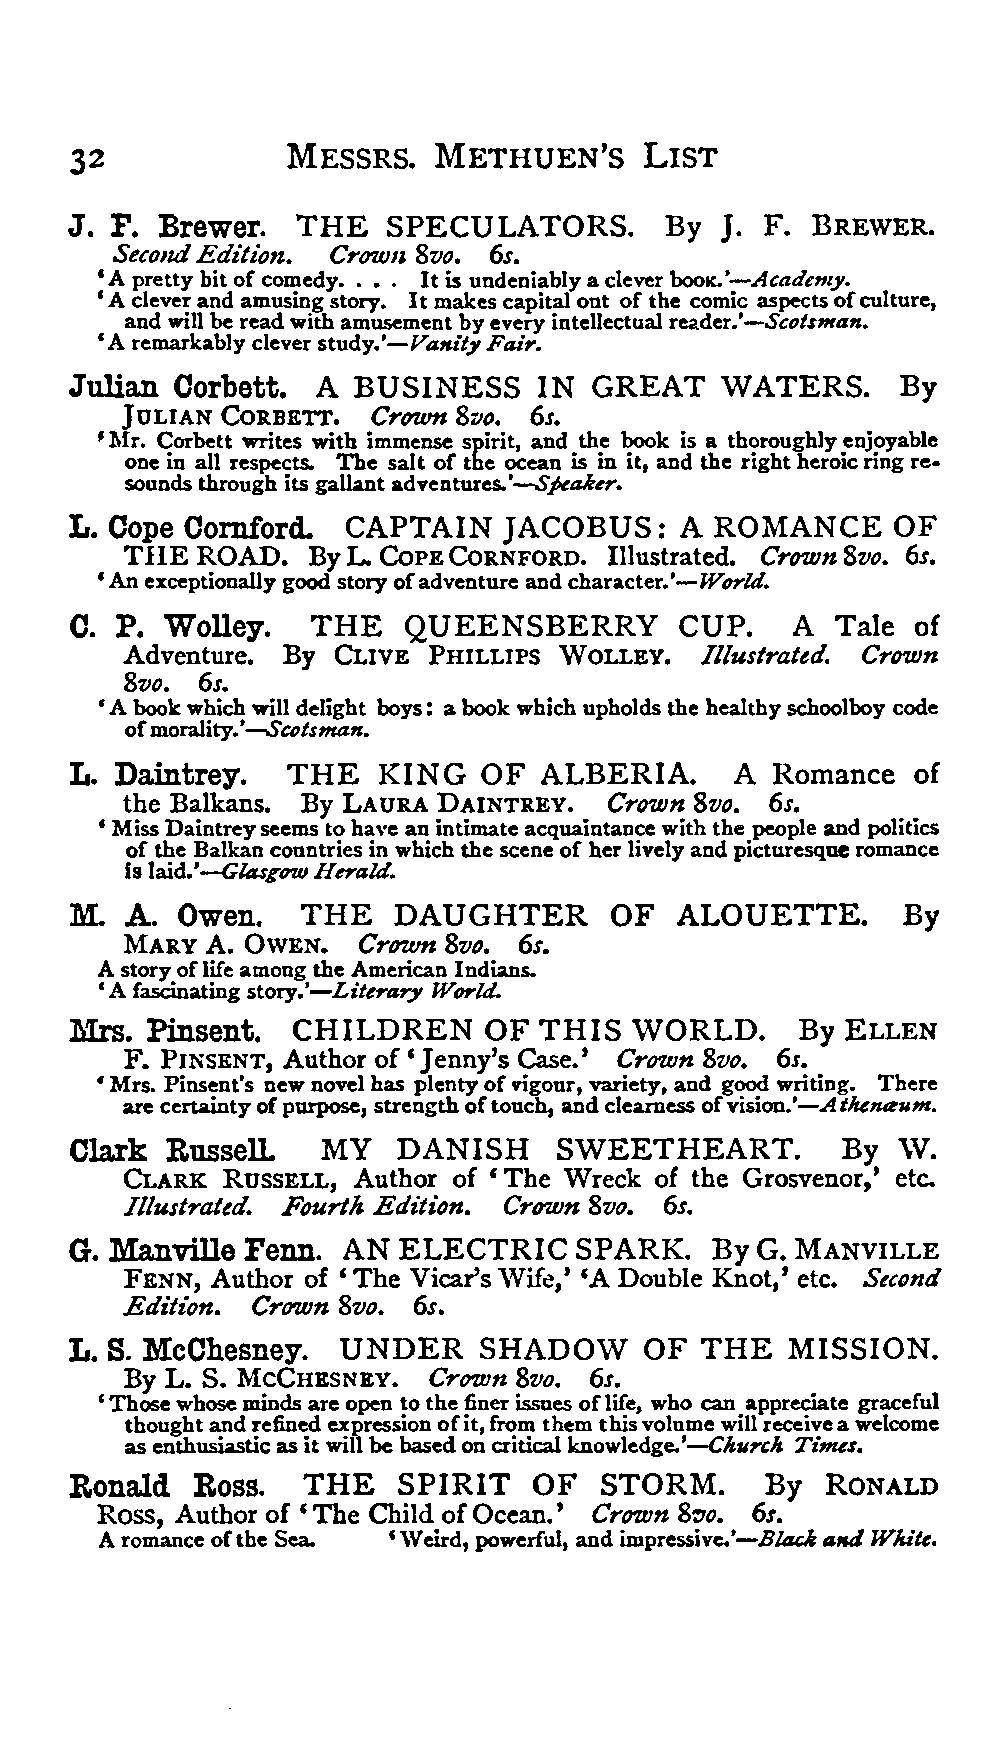 32 MESSRS. METHUEN'S LIST
J. F. Brewer. THE SPECULATORS. By J. F. BREWER.
Second Edition. Crown 8vo. 6s.
'A pretty bit of comedy. . . . It is undeniably a clever book.'—Academy.
'A clever and amusing story. It makes capital out of the comic aspects of culture,
and will be read with amusement by every intellectual reader.'—Scotsman.
'A remarkably clever study.'—Vanity Fair.
Julian Corbett. A BUSINESS IN GREAT WATERS. By
JULIAN CORBETT. Crown 8vo. 6s.
'Mr. Corbett writes with immense spirit, and the book is a thoroughly enjoyable
one in all respects. The salt of the ocean is in it, and the right heroic ring re-
sounds through its gallant adventures.'—Speaker.
L. Cope Cornford. CAPTAIN JACOBUS: A ROMANCE OF
THE ROAD. By L. COPE CORNFORD. Illustrated. Crown 8vo. 6s.
'An exceptionally good story of adventure and character.'—World.
C. P. Wolley. THE QUEENSBERRY CUP. A Tale of
Adventure. By CLIVE PHILLIPS WOLLEY. Illustrated. Crown
8vo. 6s.
'A book which will delight boys: a book which upholds the healthy schoolboy code
of morality.'—Scotsman.
L. Daintrey. THE KING OF ALBERIA. A Romance of
the Balkans. By LAURA DAINTREY. Crown 8vo. 6s.
'Miss Daintrey seems to have an intimate acquaintance with the people and politics
of the Balkan countries in which the scene of her lively and picturesque romance
is laid.'—Glasgow Herald.
M. A. Owen. THE DAUGHTER OF ALOUETTE. By
MARY A. OWEN. Crown 8vo. 6s.
A story of life among the American Indians.
'A fascinating story.'—Literary World.
Mrs. Pinsent. CHILDREN OF THIS WORLD. By ELLEN
F. PINSENT, Author of 'Jenny's Case.' Crown 8vo. 6s.
'Mrs. Pinsent's new novel has plenty of vigour, variety, and good writing. There
are certainty of purpose, strength of touch, and clearness of vision.'—Athenæum.
Clark Russell. MY DANISH SWEETHEART. By W.
CLARK RUSSELL, Author of 'The Wreck of the Grosvenor,' etc.
Illustrated. Fourth Edition. Crown 8vo. 6s.
G. Manville Fenn. AN ELECTRIC SPARK. By G. MANVILLE
FENN, Author of 'The Vicar's Wife,' 'A Double Knot,' etc. Second
Edition. Crown 8vo. 6s.
L. S. McChesney. UNDER SHADOW OF THE MISSION.
By L. S. MCCHESNEY. Crown 8vo. 6s.
'Those whose minds are open to the finer issues of life, who can appreciate graceful
thought and refined expression of it, from them this volume will receive a welcome
as enthusiastic as it will be based on critical knowledge.'—Church Times.
Ronald Ross. THE SPIRIT OF STORM. By RONALD
ROSS, Author of 'The Child of Ocean.' Crown 8vo. 6s.
A romance of the Sea. 'Weird, powerful, and impressive.'—Black and White.